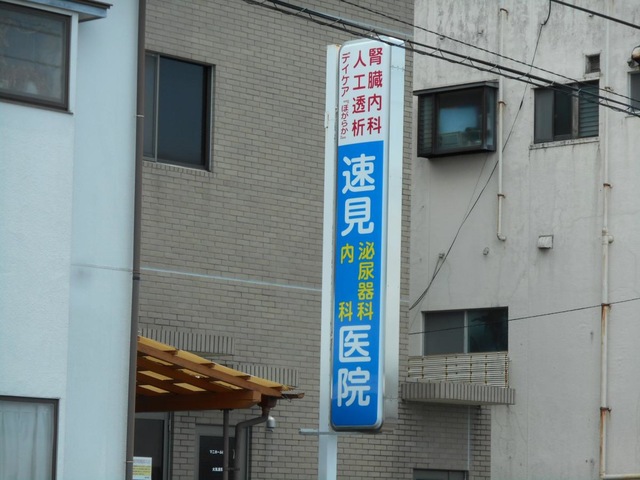 腎臓内科
人工透析
デイケア『ほがらか』
速見
泌尿器科
内科
医院